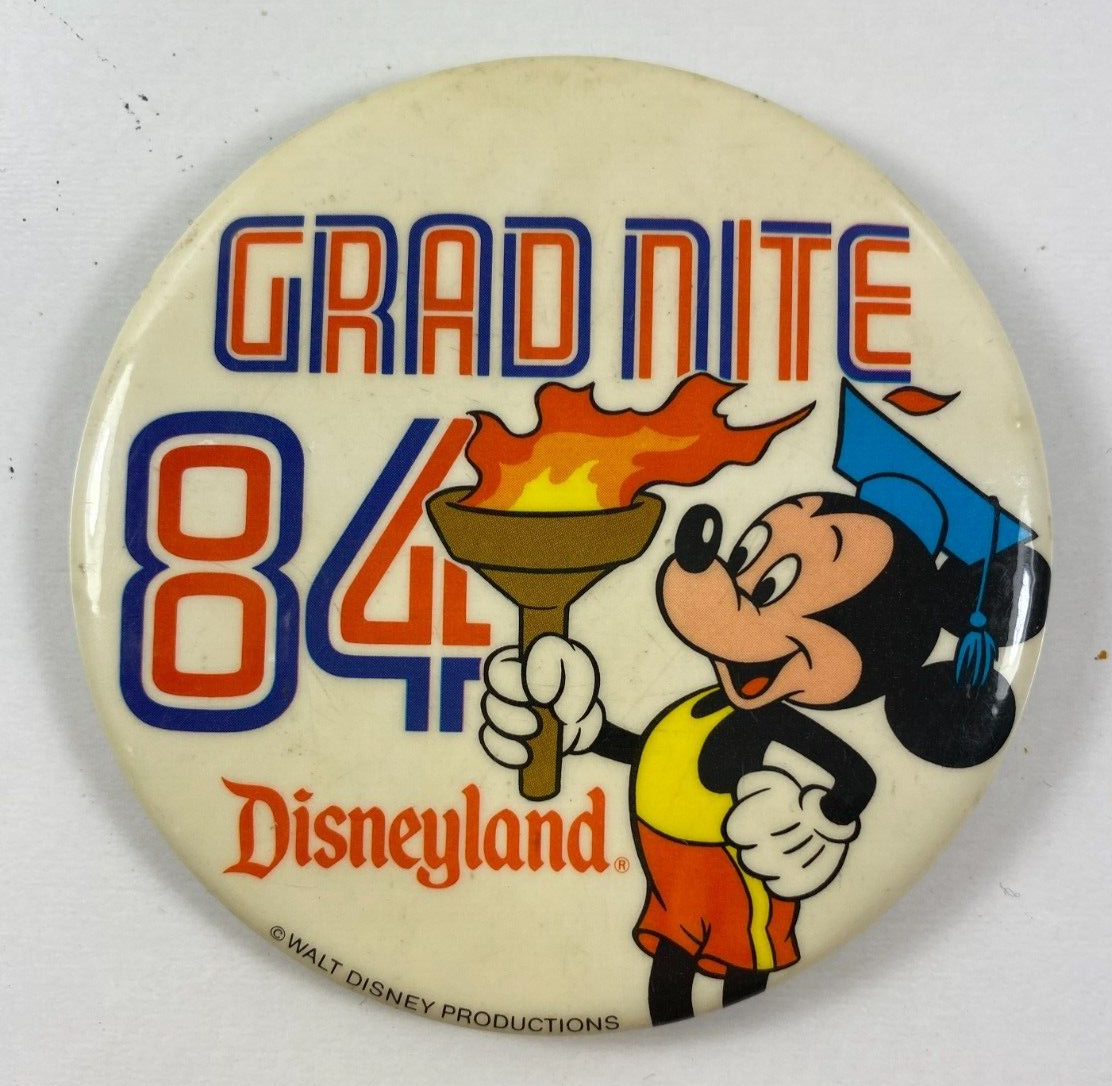 GRAD NITE
84
Disneyland®
©WALT DISNEY PRODUCTIONS